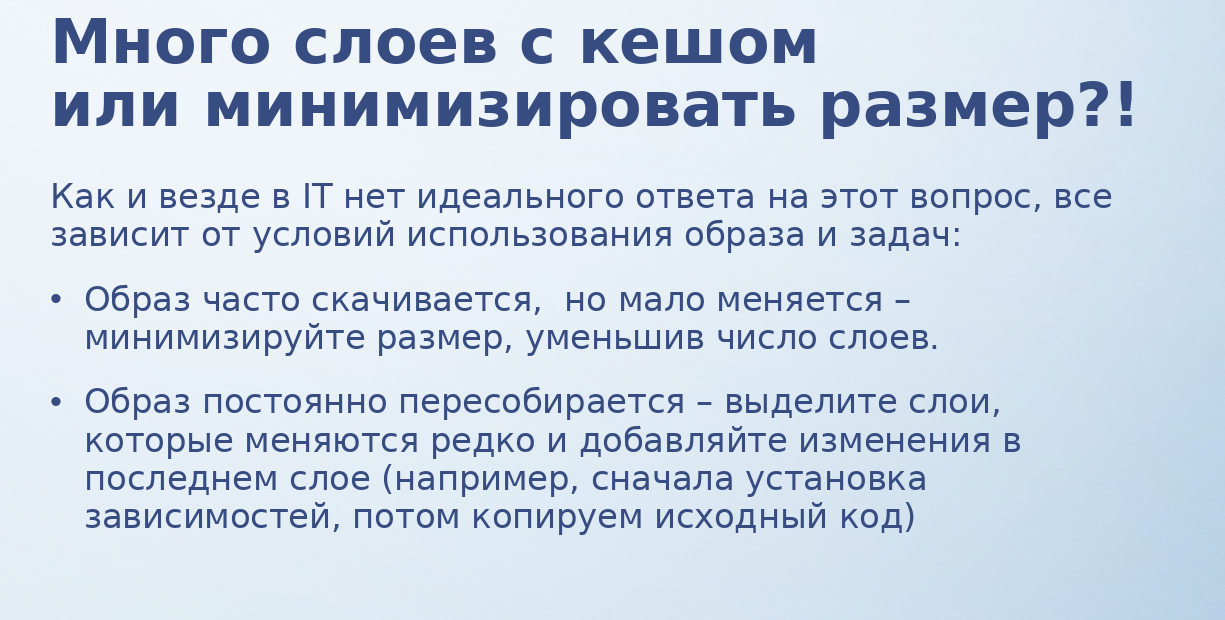 Много слоев с кешом
или минимизировать размер?!
Как и везде в IT нет идеального ответа на этот вопрос, все
зависит от условий использования образа и задач:
• Образ часто скачивается,  но мало меняется –
минимизируйте размер, уменьшив число слоев.
• Образ постоянно пересобирается – выделите слои,
которые меняются редко и добавляйте изменения в
последнем слое (например, сначала установка
зависимостей, потом копируем исходный код)